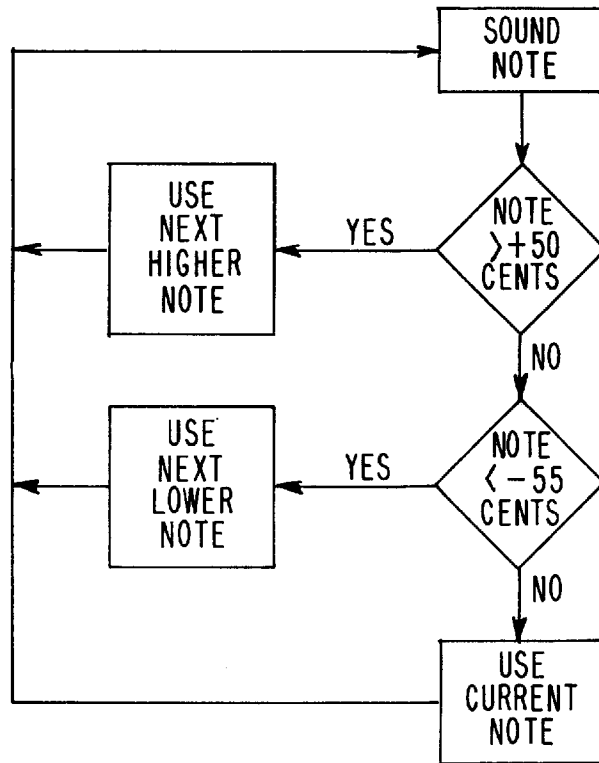 SOUND
NOTE
NOTE
>+50
CENTS
YES
USE
NEXT
HIGHER
NOTE
NO
NOTE
<-55
CENTS
YES
USE
NEXT
LOWER
NOTE
NO
USE
CURRENT
NOTE